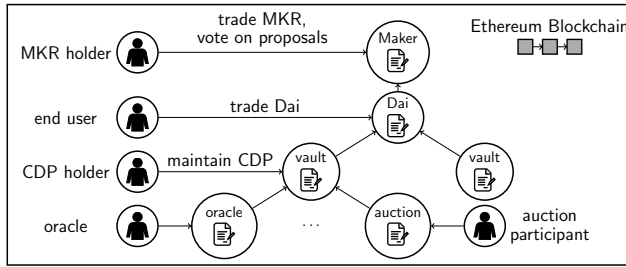 trade MKR,
vote on proposals
MKR holder
Maker
Ethereum Blockchain
end user
trade Dai
Dai
CDP holder
maintain CDP
vault
vault
oracle
oracle
...
auction
auction
participant